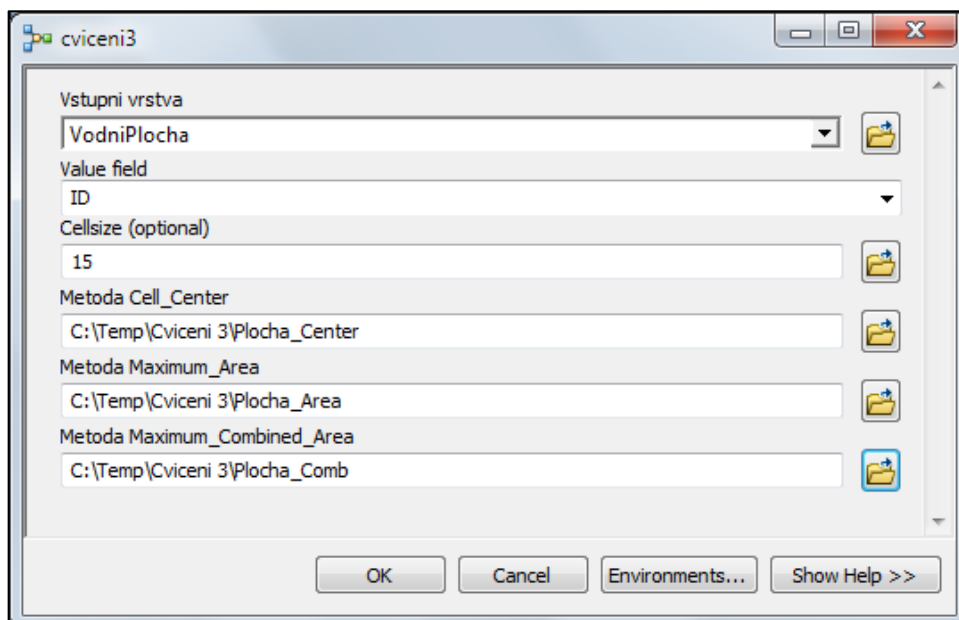 cviceni3
Vstupni vrstva
VodniPlocha
Value field
ID
Cellsize (optional)
15
Metoda Cell_Center
C:\Temp\Cviceni 3\Plocha_Center
Metoda Maximum_Area
C:\Temp\Cviceni 3\Plocha_Area
Metoda Maximum_Combined_Area
C:\Temp\Cviceni 3\Plocha_Comb
OK Cancel Environments... Show Help >>